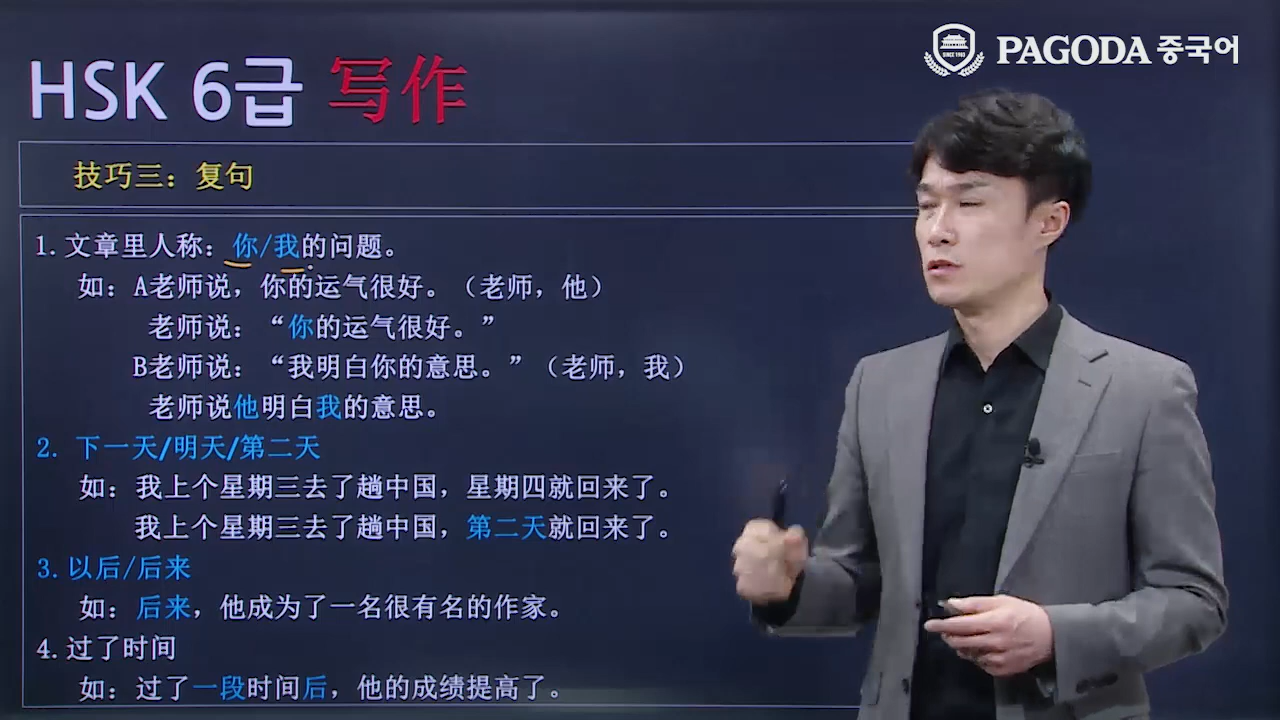 SINCE 1983
PAGODA 중국어
HSK 6급 写作
技巧三：复句
1. 文章里人称：你/我的问题。
如：A老师说，你的运气很好。（老师，他）
老师说：“你的运气很好。”
B老师说：“我明白你的意思。”（老师，我）
老师说他明白我的意思。
2. 下一天/明天/第二天
如：我上个星期三去了趟中国，星期四就回来了。
我上个星期三去了趟中国，第二天就回来了。
3. 以后/后来
如：后来，他成为了一名很有名的作家。
4. 过了时间
如：过了一段时间后，他的成绩提高了。